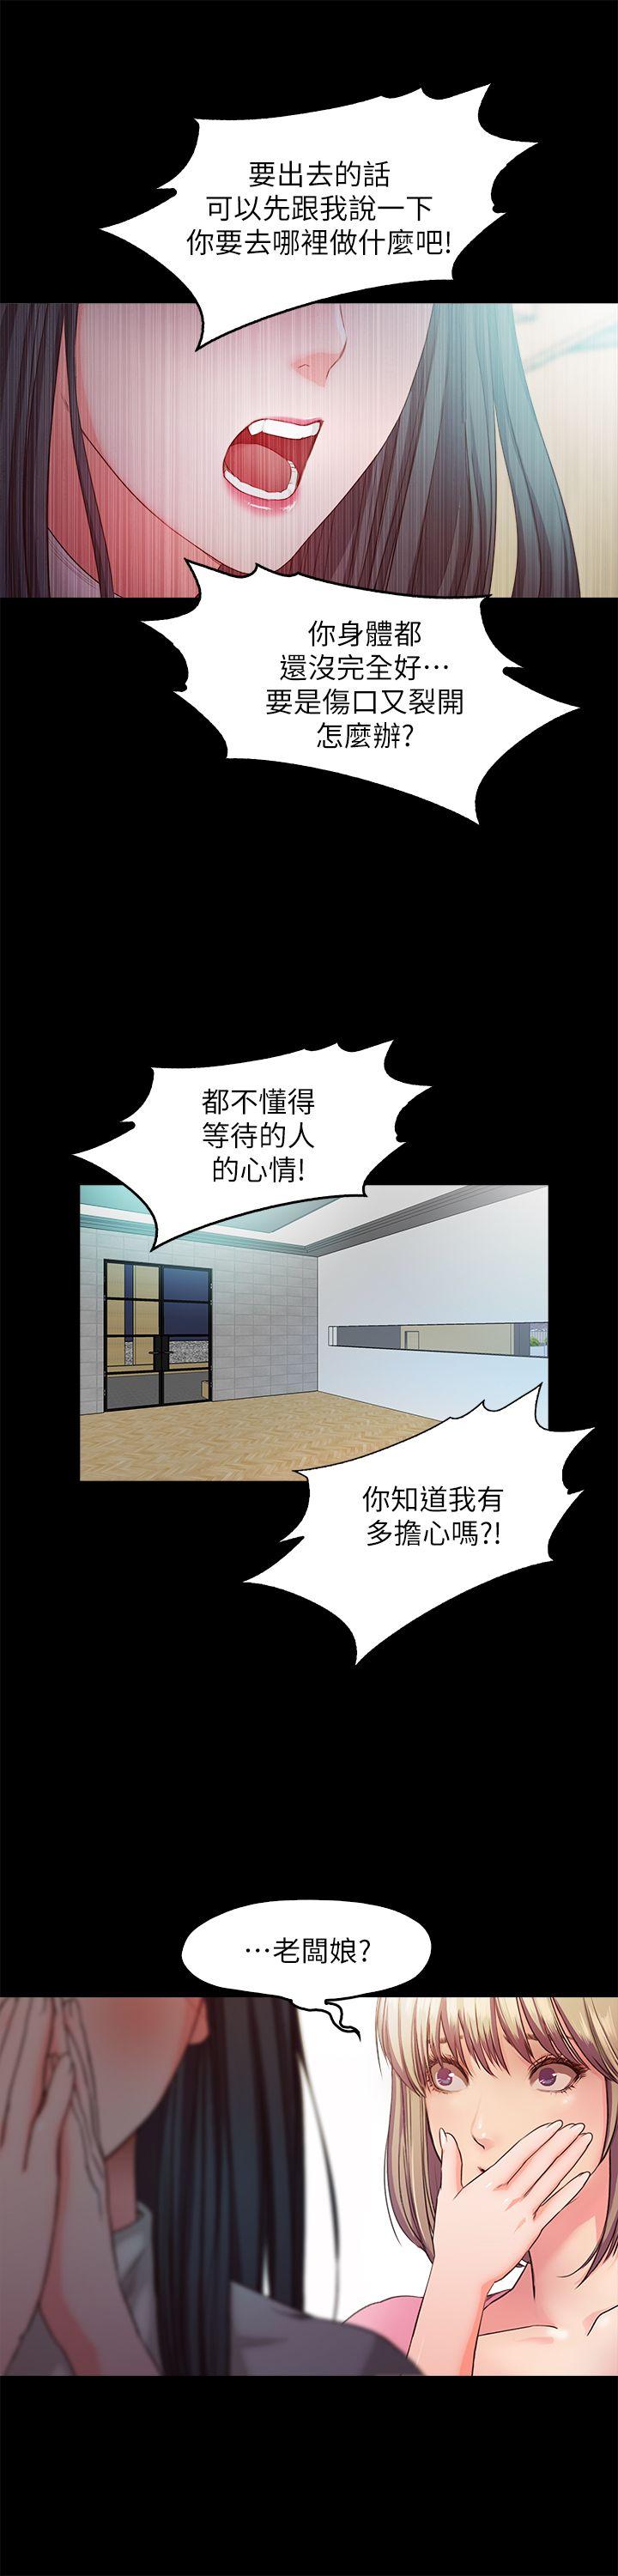 要出去的話
可以先跟我說一下
你要去哪裡做什麼吧!
你身體都
還沒完全好…
要是傷口又裂開
怎麼辦?
都不懂得
等待的人
的心情!
你知道我有
多擔心嗎?!
…老闆娘?